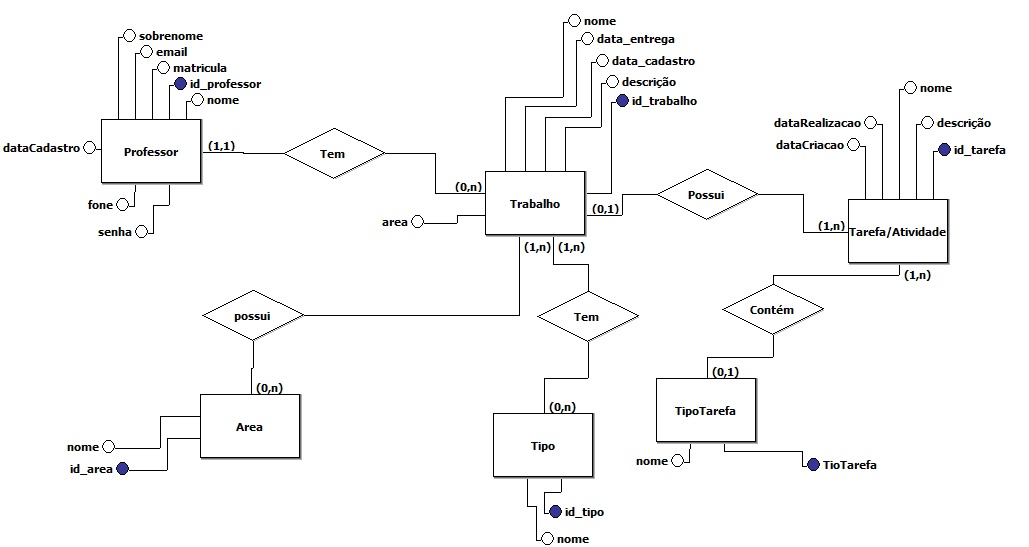 nome
sobrenome
data_entrega
email
data_cadastro
matricula
descrição
id_professor
nome
nome
id_trabalho
dataRealizacao
descrição
dataCriacao
id_tarefa
dataCadastro
Professor
(1,1)
Tem
(0,n)
Trabalho
(0,1)
Possui
(1,n)
Tarefa/Atividade
fone
senha
area
(1,n)
(1,n)
(1,n)
possui
Tem
Contém
(0,n)
(0,n)
(0,1)
Area
Tipo
TipoTarefa
nome
id_area
nome
TioTarefa
id_tipo
nome